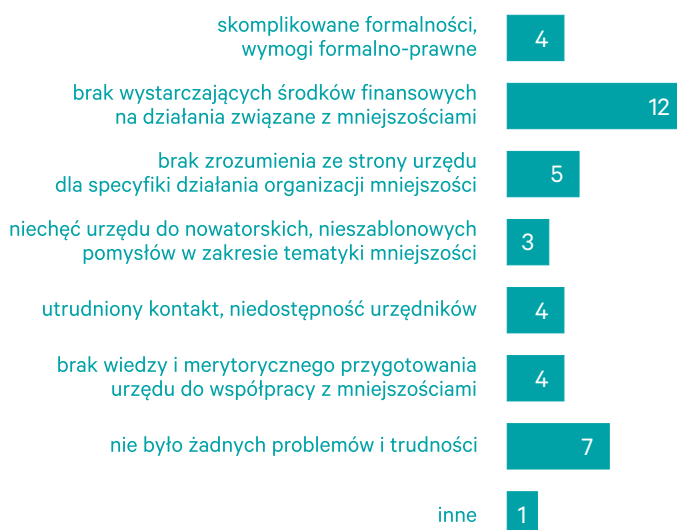 skomplikowane formalności,
wymogi formalno-prawne
4
brak wystarczających środków finansowych
na działania związane z mniejszościami
12
brak zrozumienia ze strony urzędu
dla specyfiki działania organizacji mniejszości
5
niechęć urzędu do nowatorskich, nieszablonowych
pomysłów w zakresie tematyki mniejszości
3
utrudniony kontakt, niedostępność urzędników
4
brak wiedzy i merytorycznego przygotowania
urzędu do współpracy z mniejszościami
4
nie było żadnych problemów i trudności
7
inne
1